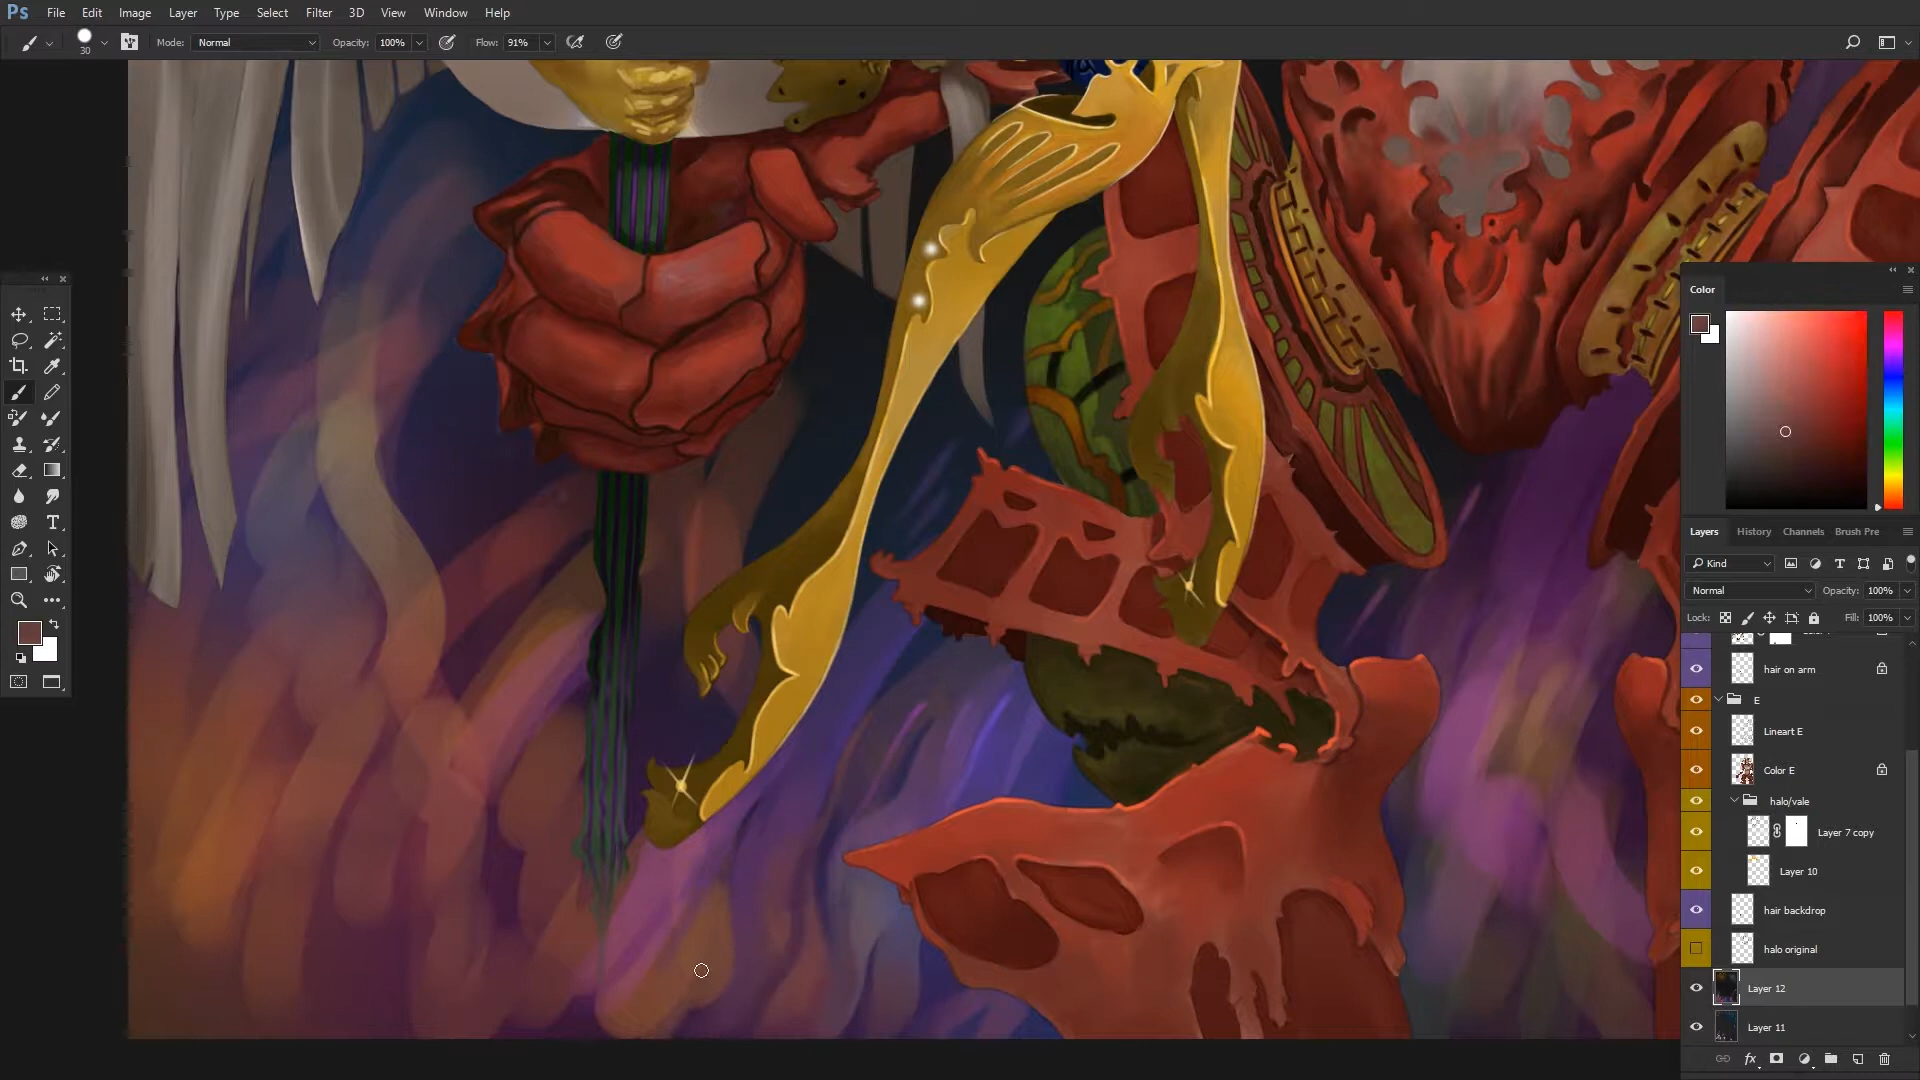 Ps File Edit Image Layer Type Select Filter 3D View Window Help
30 Mode: Normal Opacity: 100% Flow: 91%
Color
Layers History Channels Brush Pre
Kind
Normal Opacity: 100%
Lock: Fill: 100%
hair on arm
E
Lineart E
Color E
halo/vale
Layer 7 copy
Layer 10
hair backdrop
halo original
Layer 12
Layer 11
fx